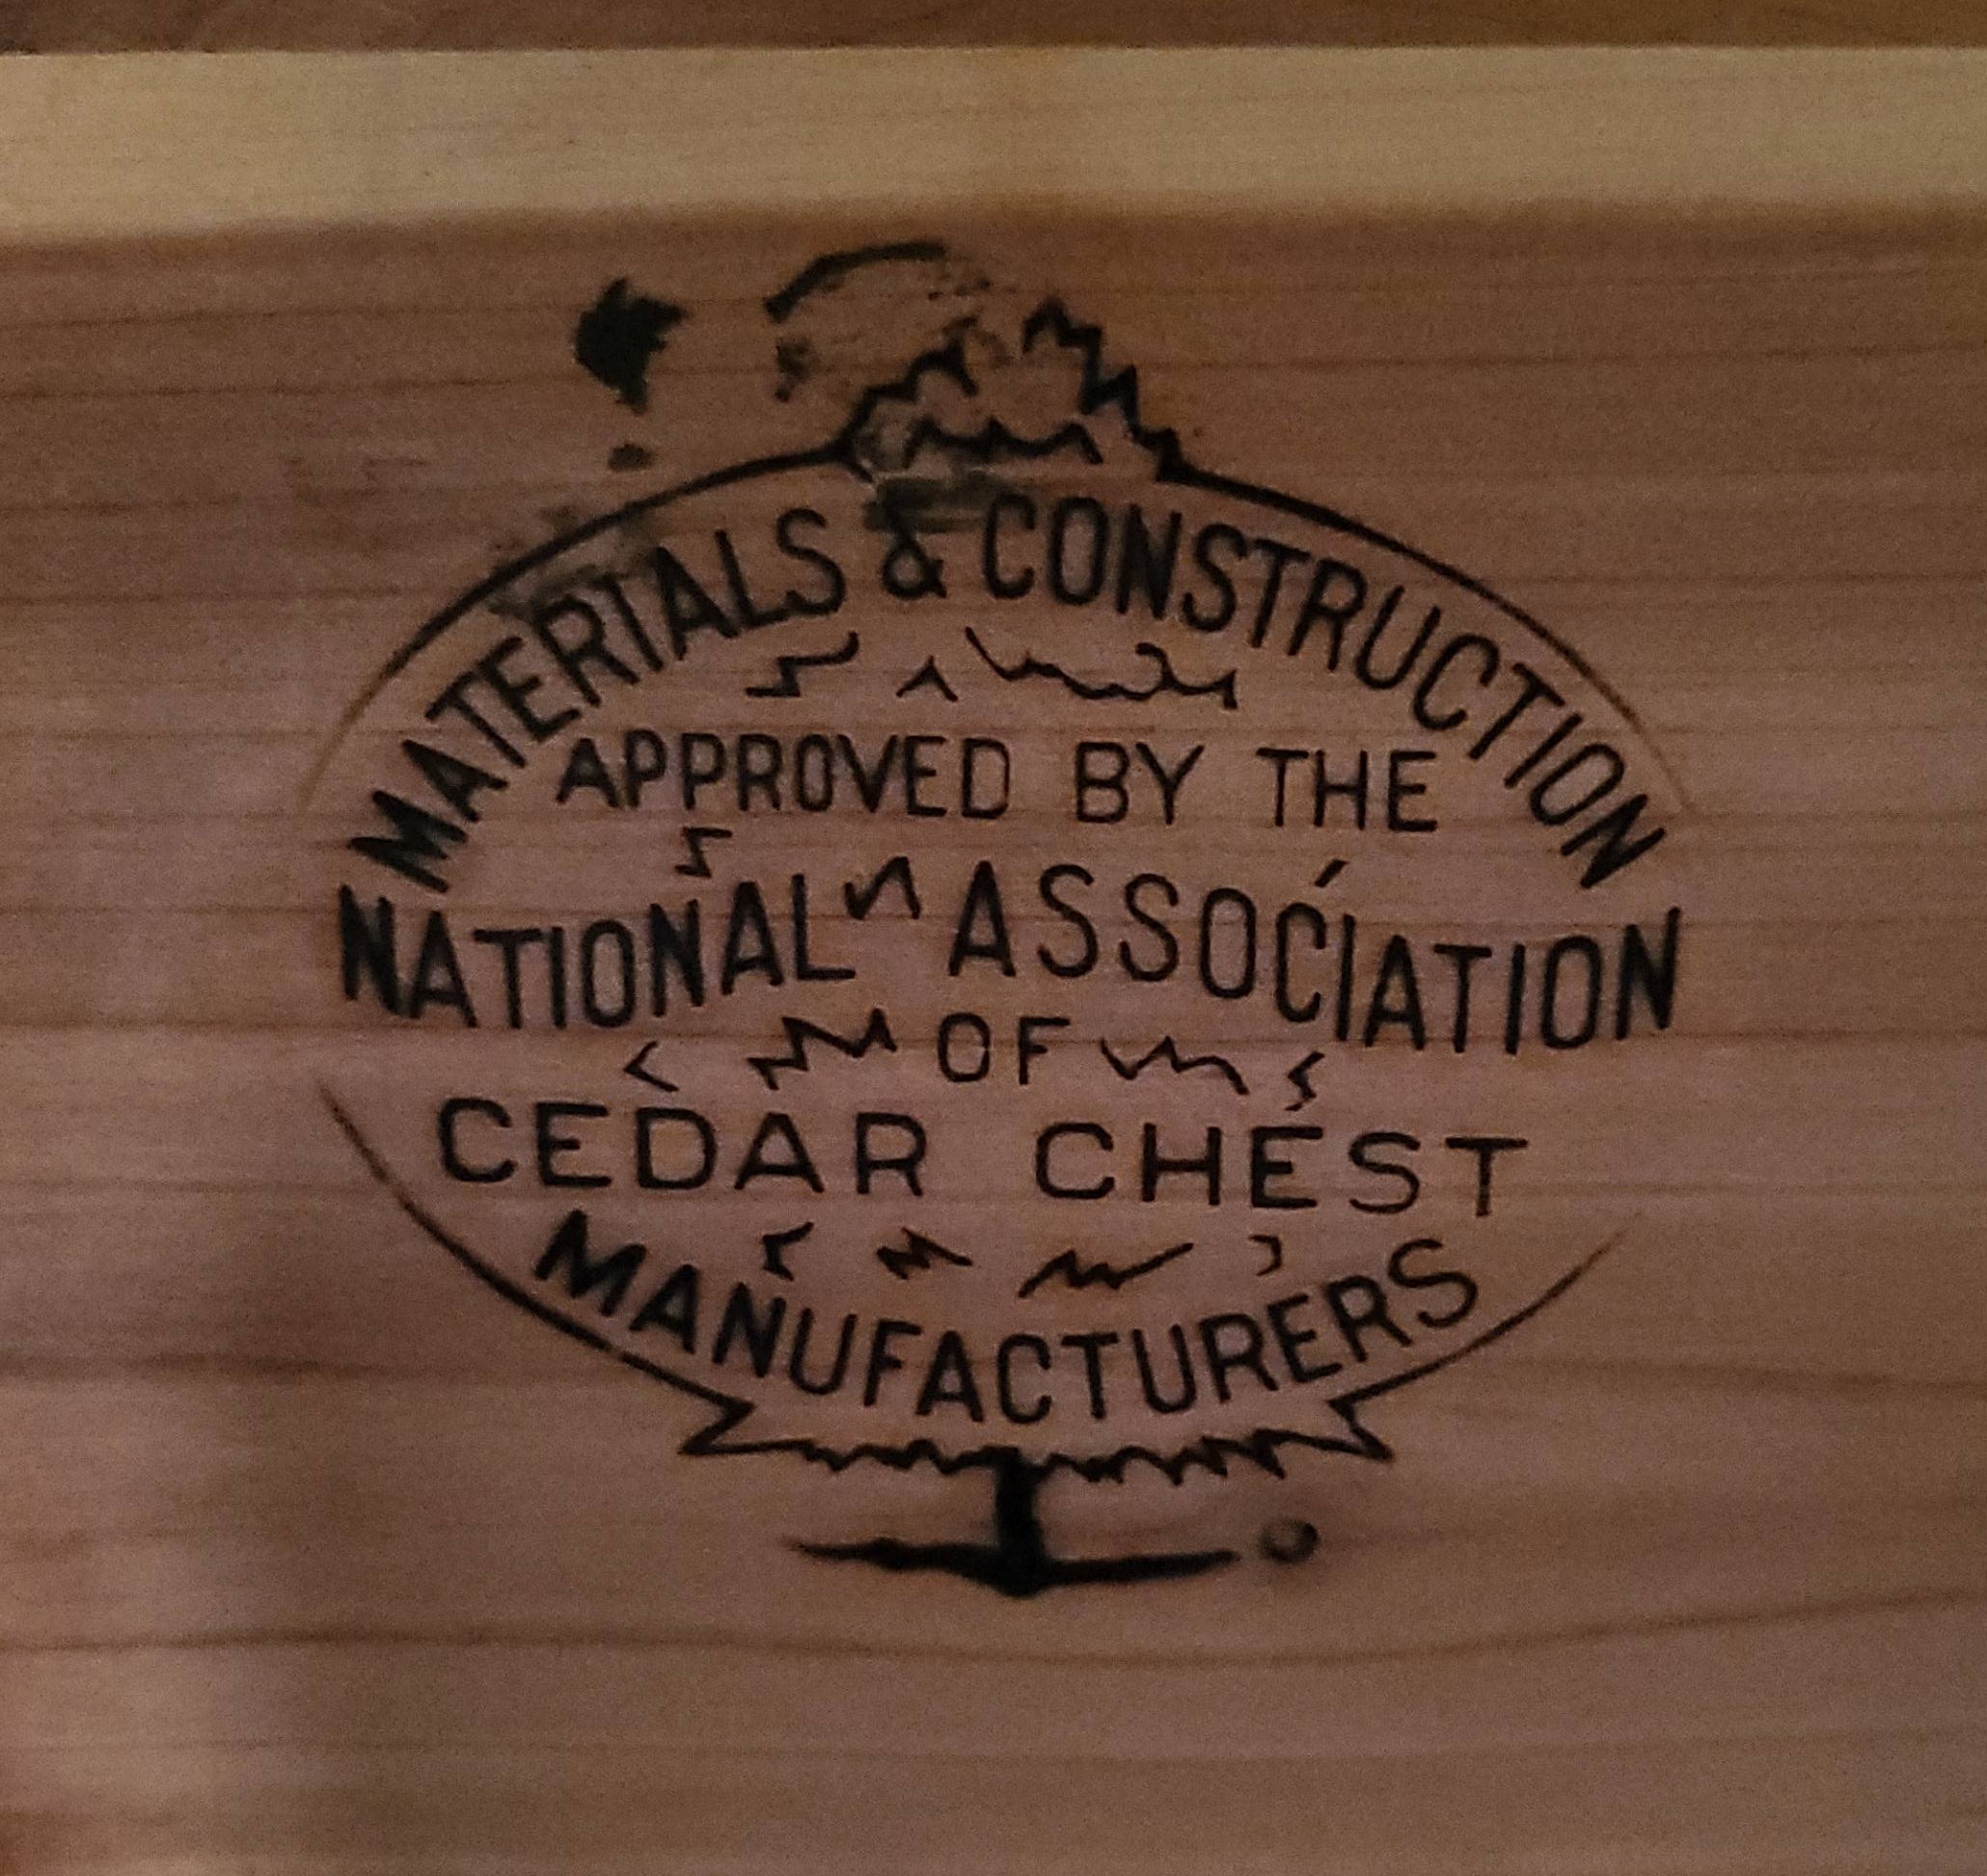 MATERIALS & CONSTRUCTION
APPROVED BY THE
NATIONAL ASSOCIATION
OF
CEDAR CHEST
MANUFACTURERS